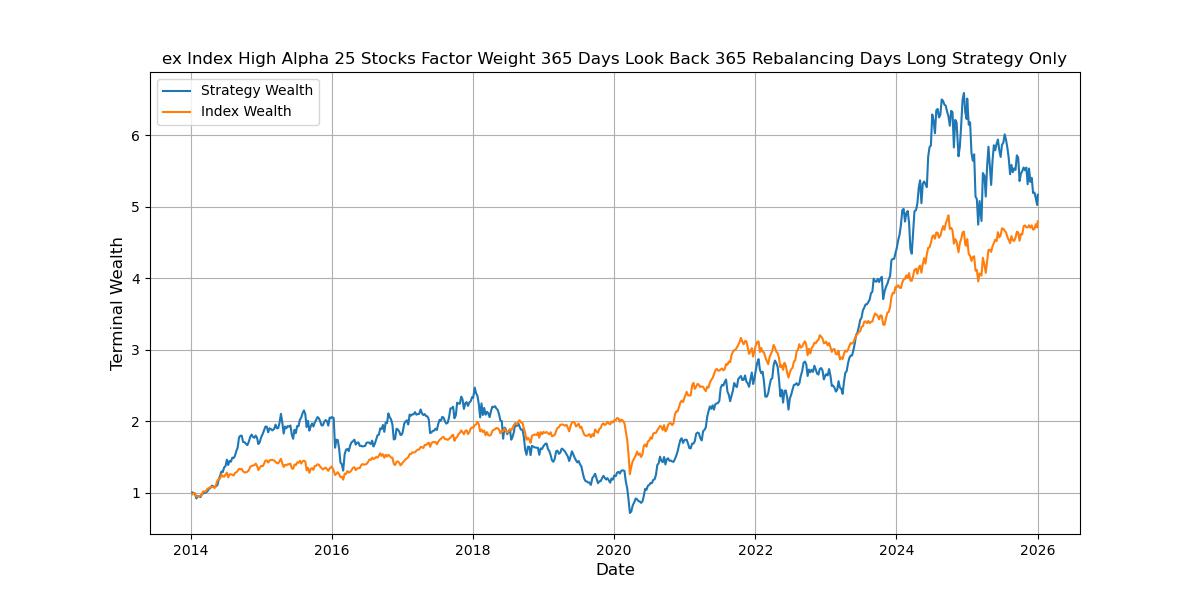 ex Index High Alpha 25 Stocks Factor Weight 365 Days Look Back 365 Rebalancing Days Long Strategy Only
Strategy Wealth
Index Wealth
Terminal Wealth
6
5
4
3
2
1
2014 2016 2018 2020 2022 2024 2026
Date